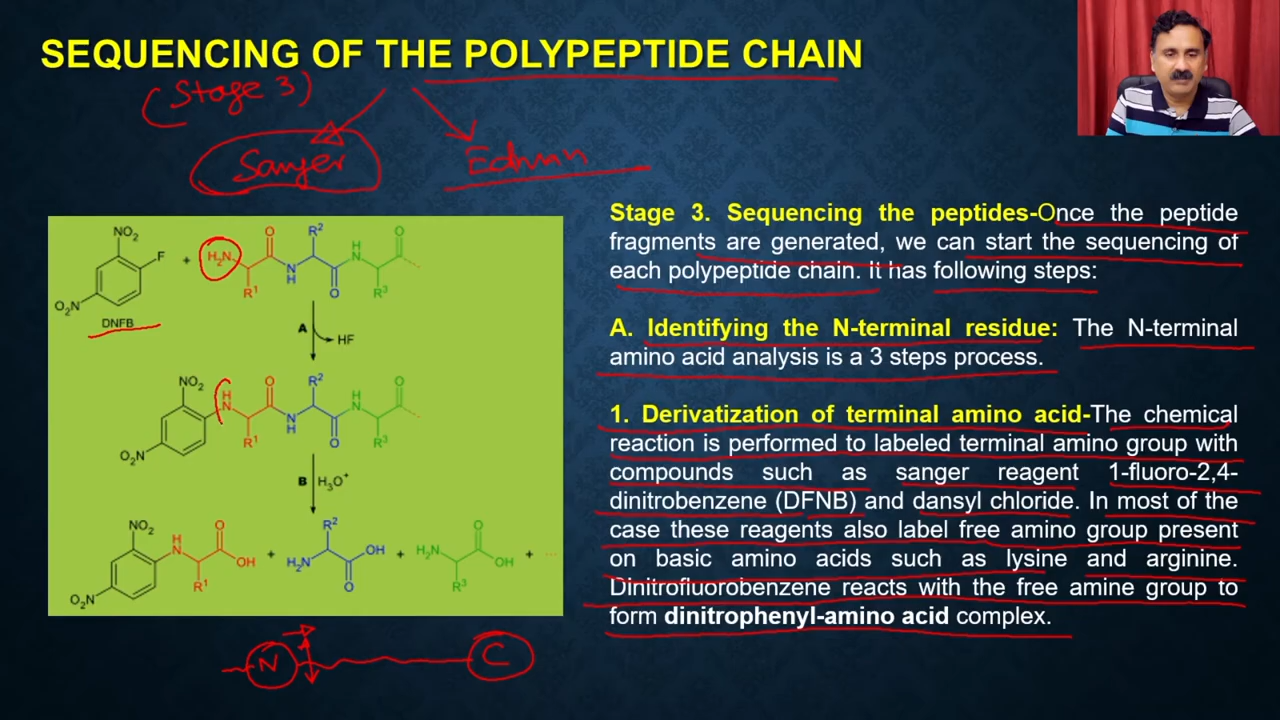 SEQUENCING OF THE POLYPEPTIDE CHAIN
(Stage 3)
Sanger
Edman
Stage 3. Sequencing the peptides-Once the peptide
fragments are generated, we can start the sequencing of
each polypeptide chain. It has following steps:
A. Identifying the N-terminal residue: The N-terminal
amino acid analysis is a 3 steps process.
1. Derivatization of terminal amino acid-The chemical
reaction is performed to labeled terminal amino group with
compounds such as sanger reagent 1-fluoro-2,4-
dinitrobenzene (DFNB) and dansyl chloride. In most of the
case these reagents also label free amino group present
on basic amino acids such as lysine and arginine.
Dinitrofluorobenzene reacts with the free amine group to
form dinitrophenyl-amino acid complex.
NO₂ R² H O O
F + H₂N N
O₂N R¹ N H O R³
DNFB
A HF
NO₂ H O R² H O
N N
O₂N R¹ N H O R³
B H₃O⁺
NO₂ H N O OH + H₂N R² OH O + H₂N O OH + ...
O₂N R¹ R³
N C